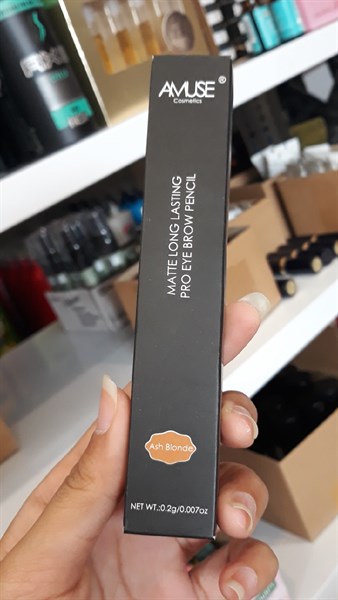 AMUSE®
Cosmetics
MATTE LONG LASTING
PRO EYE BROW PENCIL
Ash Blonde
NET WT.:0.2g/0.007oz